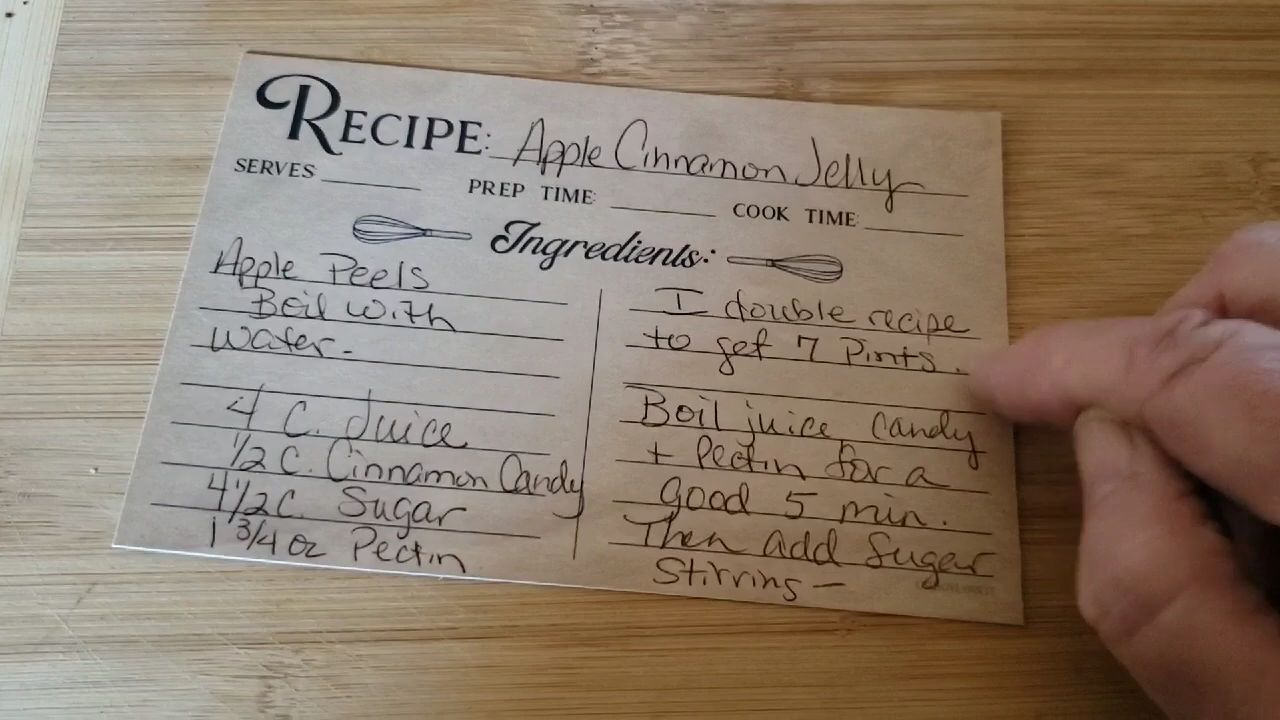 RECIPE: Apple Cinnamon Jelly
SERVES PREP TIME: COOK TIME:
Ingredients:
Apple Peels
Boil with
water-
4 C. Juice
1/2 C. Cinnamon Candy
4 1/2 C. Sugar
1 3/4 oz Pectin
I double recipe
to get 7 Pints.
Boil juice, candy
+ Pectin for a
good 5 min.
Then add Sugar
Stirring —